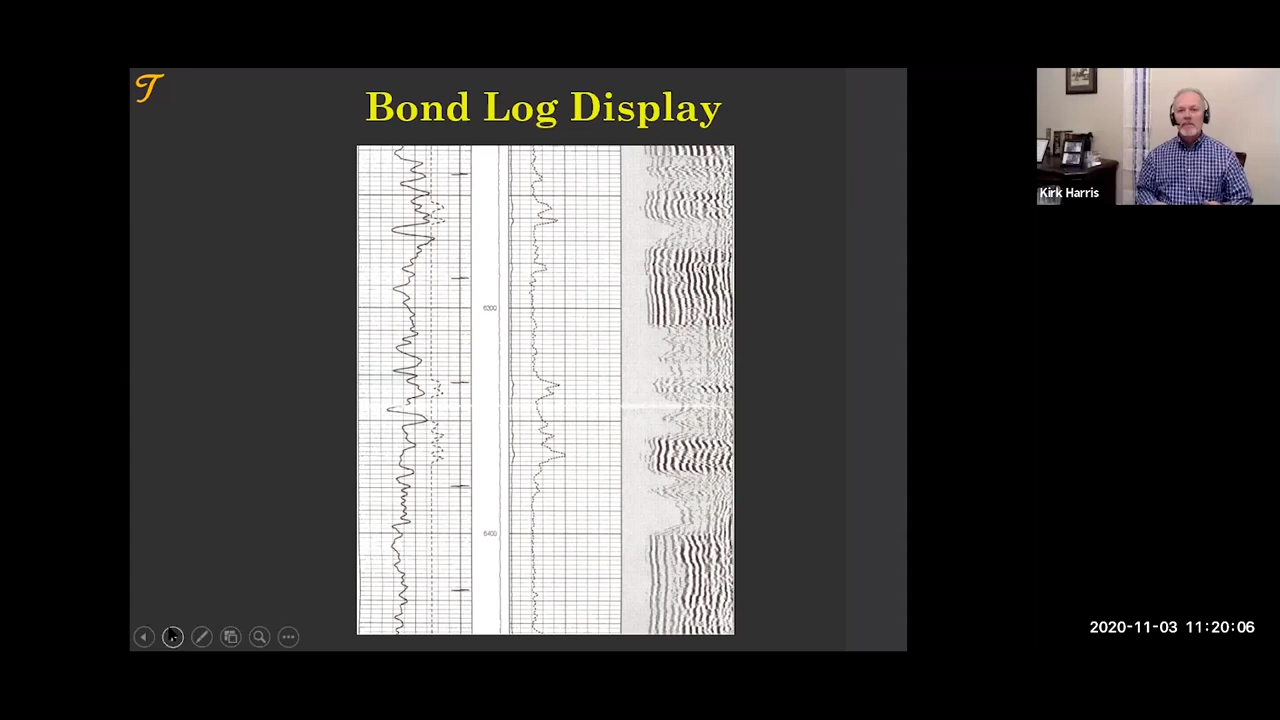 T
Bond Log Display
6300
6400
Kirk Harris
2020-11-03 11:20:06